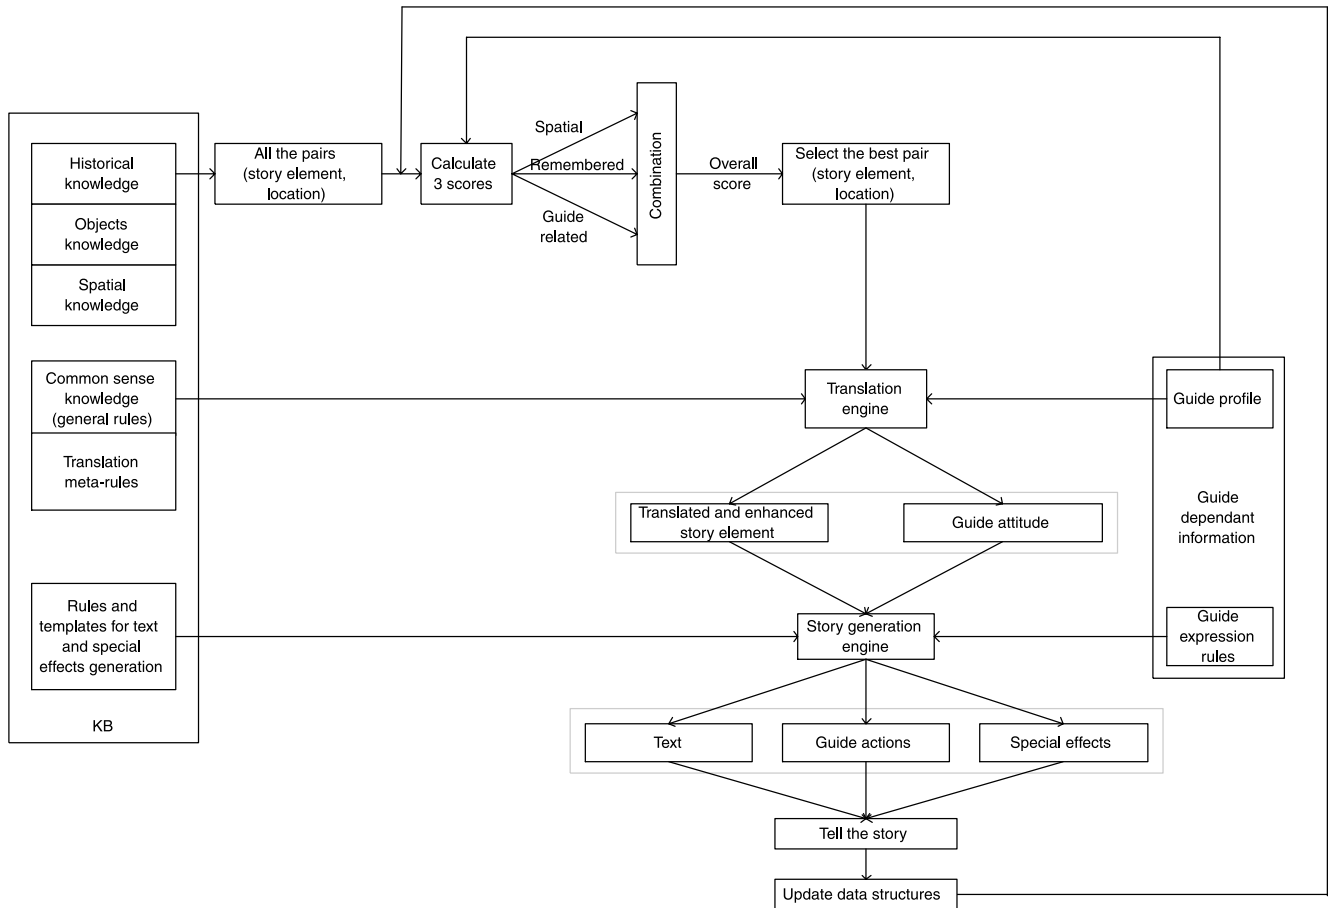 Historical
knowledge
Objects
knowledge
Spatial
knowledge
Common sense
knowledge
(general rules)
Translation
meta-rules
Rules and
templates for text
and special
effects generation
KB
All the pairs
(story element,
location)
Calculate
3 scores
Spatial
Remembered
Guide
related
Combination
Overall
score
Select the best pair
(story element,
location)
Translation
engine
Guide profile
Guide
dependant
information
Guide
expression
rules
Translated and enhanced
story element
Guide attitude
Story generation
engine
Text
Guide actions
Special effects
Tell the story
Update data structures